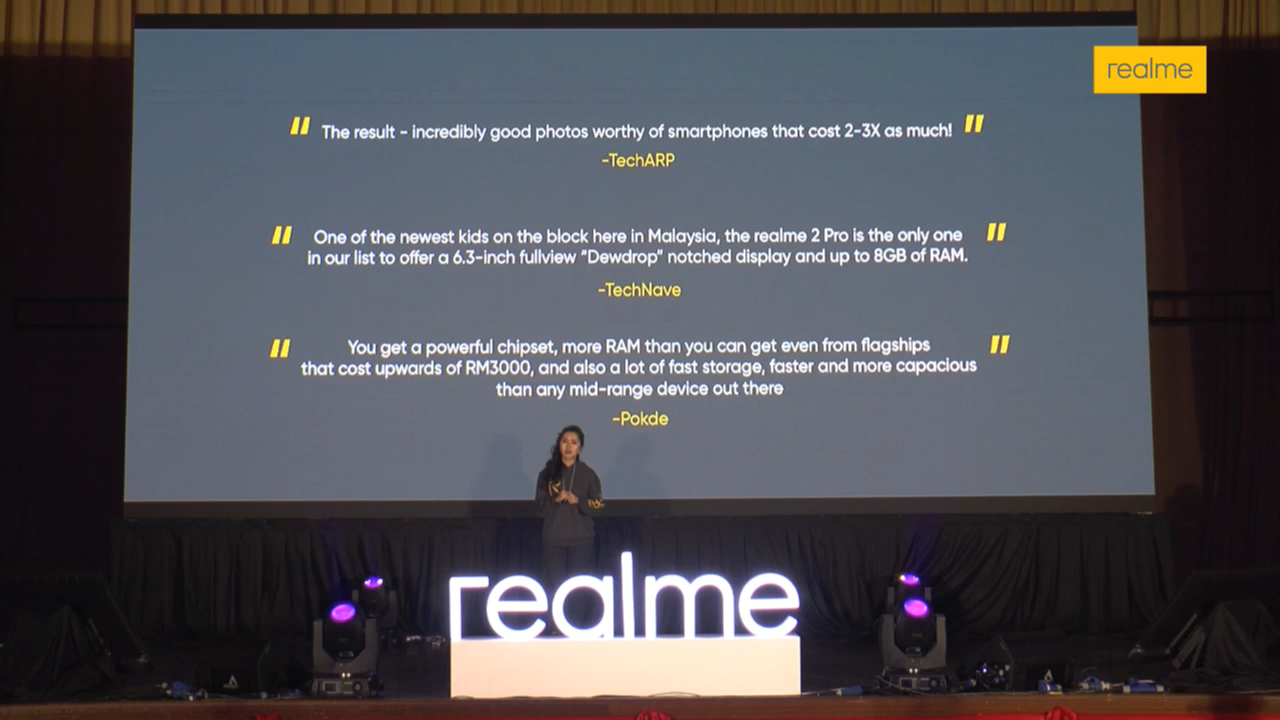 realme
" The result - incredibly good photos worthy of smartphones that cost 2-3X as much! "
-TechARP
" One of the newest kids on the block here in Malaysia, the realme 2 Pro is the only one
in our list to offer a 6.3-inch fullview "Dewdrop" notched display and up to 8GB of RAM. "
-TechNave
" You get a powerful chipset, more RAM than you can get even from flagships "
that cost upwards of RM3000, and also a lot of fast storage, faster and more capacious
than any mid-range device out there
-Pokde
realme